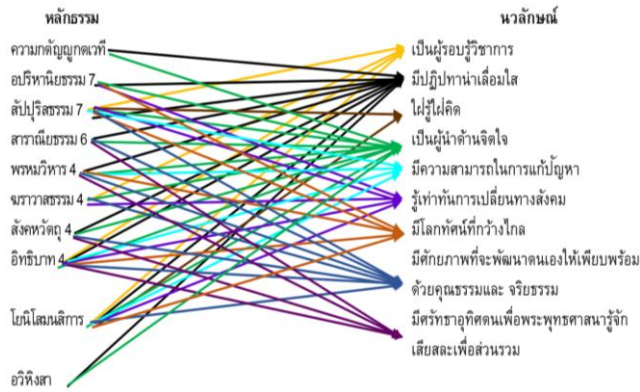 หลักธรรม
ความกตัญญูกตเวที
อปริหานิยธรรม 7
สัปปุริสธรรม 7
สาราณียธรรม 6
พรหมวิหาร 4
ฆราวาสธรรม 4
สังคหวัตถุ 4
อิทธิบาท 4
โยนิโสมนสิการ
อวิหิงสา
นวลักษณ์
เป็นผู้รอบรู้วิชาการ
มีปฏิปทาน่าเลื่อมใส
ใฝ่รู้ใฝ่คิด
เป็นผู้นำด้านจิตใจ
มีความสามารถในการแก้ปัญหา
รู้เท่าทันการเปลี่ยนทางสังคม
มีโลกทัศน์ที่กว้างไกล
มีศักยภาพที่จะพัฒนาตนเองให้เพียบพร้อม
ด้วยคุณธรรมและ จริยธรรม
มีศรัทธาอุทิศตนเพื่อพระพุทธศาสนารู้จัก
เสียสละเพื่อส่วนรวม